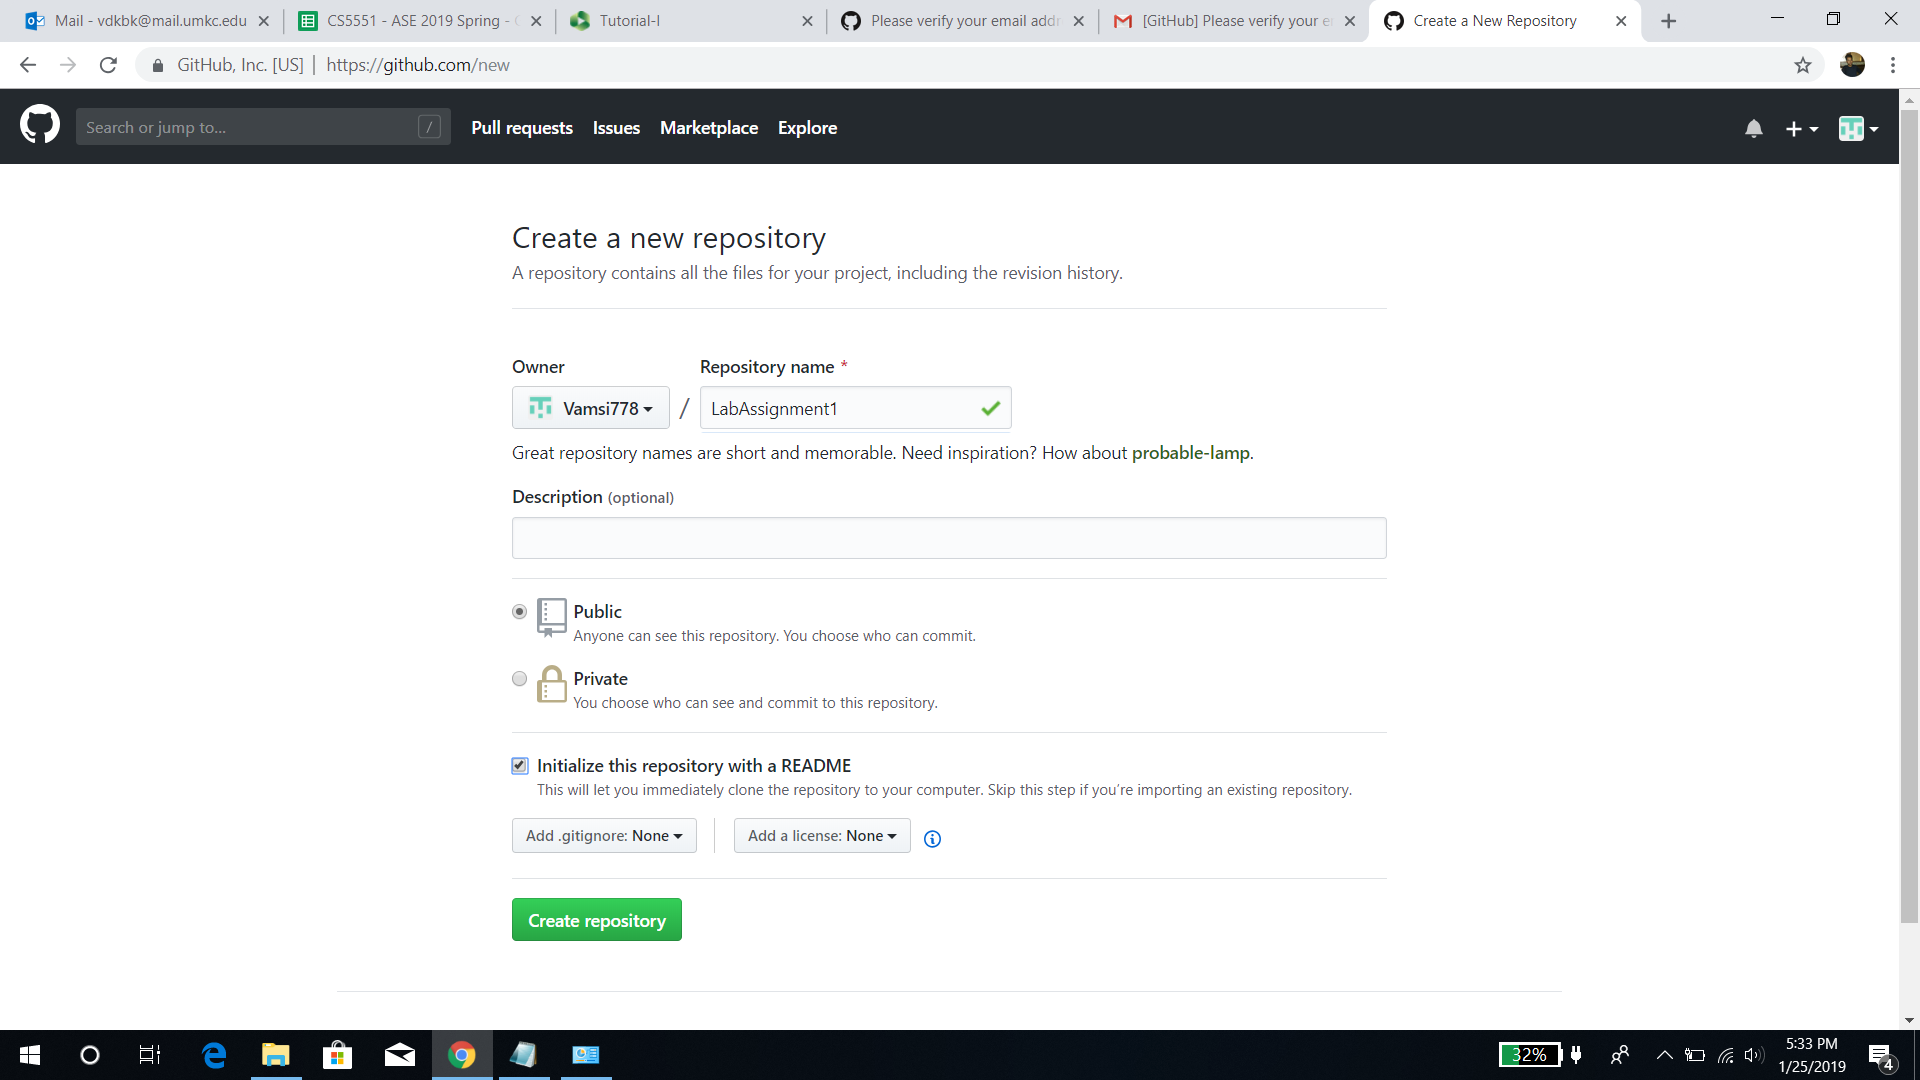 Mail - vdkbk@mail.umkc.edu
CS5551 - ASE 2019 Spring -
Tutorial-I
Please verify your email addr
[GitHub] Please verify your e
Create a New Repository
GitHub, Inc. [US] | https://github.com/new
Search or jump to... /
Pull requests
Issues
Marketplace
Explore
Create a new repository
A repository contains all the files for your project, including the revision history.
Owner
Repository name *
Vamsi778 / LabAssignment1
Great repository names are short and memorable. Need inspiration? How about probable-lamp.
Description (optional)
Public
Anyone can see this repository. You choose who can commit.
Private
You choose who can see and commit to this repository.
Initialize this repository with a README
This will let you immediately clone the repository to your computer. Skip this step if you're importing an existing repository.
Add .gitignore: None
Add a license: None
Create repository
32%
5:33 PM
1/25/2019
4